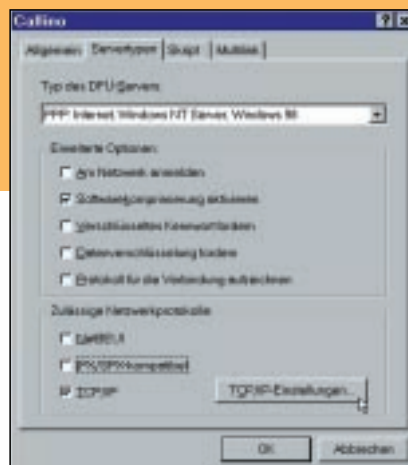 Callino
Allgemein Servertypen Skript Multilink
Typ des DFÜ-Servers:
PPP: Internet, Windows NT Server, Windows 98
Erweiterte Optionen:
Am Netzwerk anmelden
Softwarekomprimierung aktivieren
Verschlüsseltes Kennwort fordern
Datenverschlüsselung fordern
Protokoll für die Verbindung aufzeichnen
Zulässige Netzwerkprotokolle:
NetBEUI
IPX/SPX-kompatibel
TCP/IP
TCP/IP-Einstellungen...
OK Abbrechen